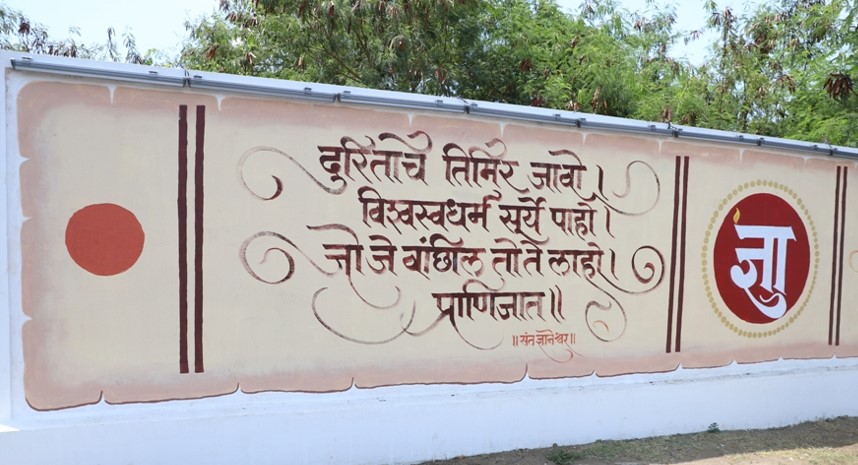 दुरिताचे तिमिर जावो ।
विश्वस्वधर्म सूर्ये पाहो ।
जो जे वांछील तो ते लाहो ।
प्राणिजात ॥
॥ संत ज्ञानेश्वर ॥
ज्ञा